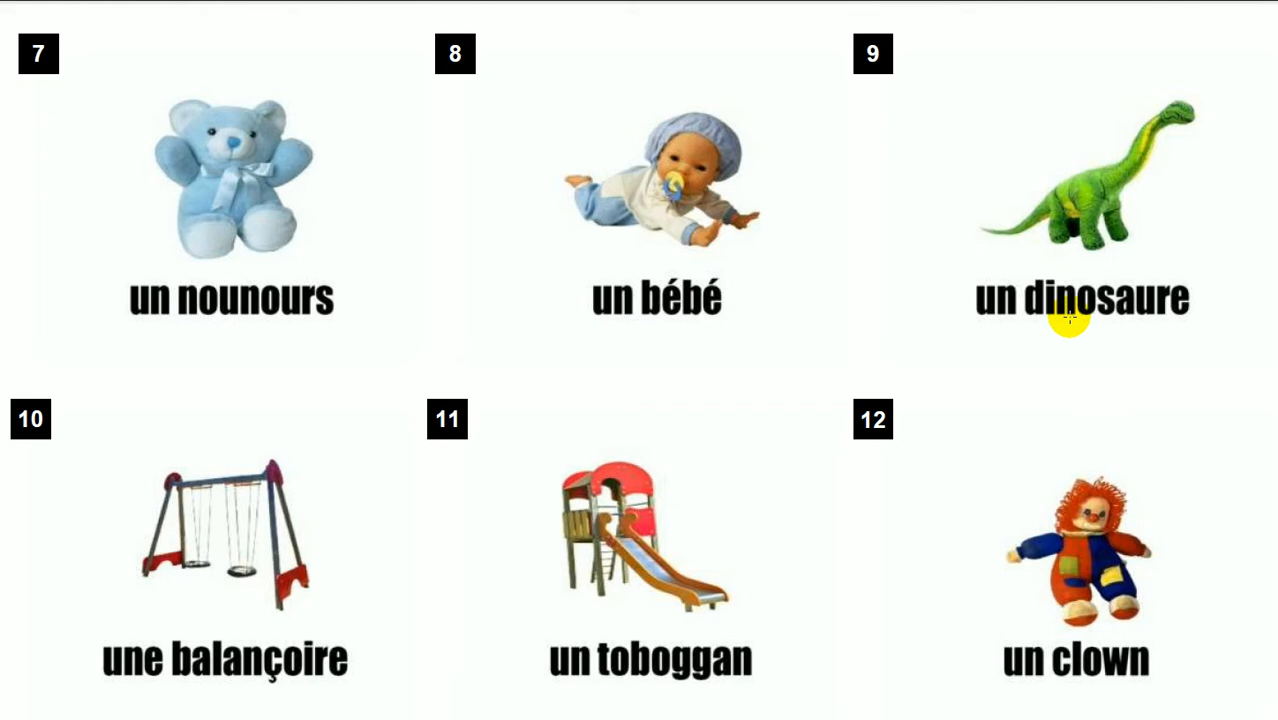 7
8
9
un nounours
un bébé
un dinosaure
10
11
12
une balançoire
un toboggan
un clown